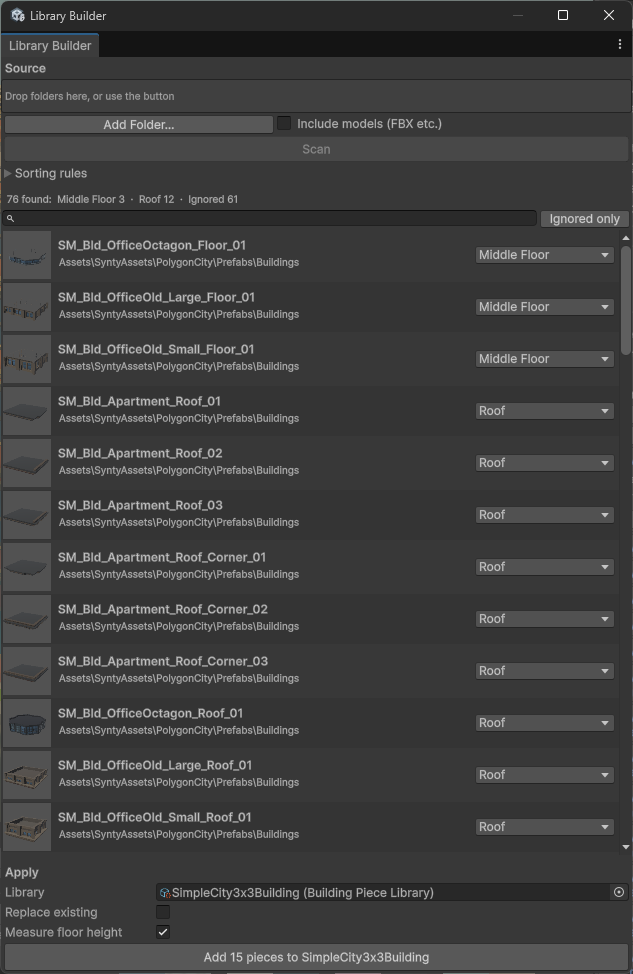 Library Builder
Library Builder
Source
Drop folders here, or use the button
Add Folder...
Include models (FBX etc.)
Scan
Sorting rules
76 found: Middle Floor 3 · Roof 12 · Ignored 61
Ignored only
SM_Bld_OfficeOctagon_Floor_01
Assets\SyntyAssets\PolygonCity\Prefabs\Buildings
Middle Floor
SM_Bld_OfficeOld_Large_Floor_01
Assets\SyntyAssets\PolygonCity\Prefabs\Buildings
Middle Floor
SM_Bld_OfficeOld_Small_Floor_01
Assets\SyntyAssets\PolygonCity\Prefabs\Buildings
Middle Floor
SM_Bld_Apartment_Roof_01
Assets\SyntyAssets\PolygonCity\Prefabs\Buildings
Roof
SM_Bld_Apartment_Roof_02
Assets\SyntyAssets\PolygonCity\Prefabs\Buildings
Roof
SM_Bld_Apartment_Roof_03
Assets\SyntyAssets\PolygonCity\Prefabs\Buildings
Roof
SM_Bld_Apartment_Roof_Corner_01
Assets\SyntyAssets\PolygonCity\Prefabs\Buildings
Roof
SM_Bld_Apartment_Roof_Corner_02
Assets\SyntyAssets\PolygonCity\Prefabs\Buildings
Roof
SM_Bld_Apartment_Roof_Corner_03
Assets\SyntyAssets\PolygonCity\Prefabs\Buildings
Roof
SM_Bld_OfficeOctagon_Roof_01
Assets\SyntyAssets\PolygonCity\Prefabs\Buildings
Roof
SM_Bld_OfficeOld_Large_Roof_01
Assets\SyntyAssets\PolygonCity\Prefabs\Buildings
Roof
SM_Bld_OfficeOld_Small_Roof_01
Assets\SyntyAssets\PolygonCity\Prefabs\Buildings
Roof
Apply
Library
SimpleCity3x3Building (Building Piece Library)
Replace existing
Measure floor height
Add 15 pieces to SimpleCity3x3Building